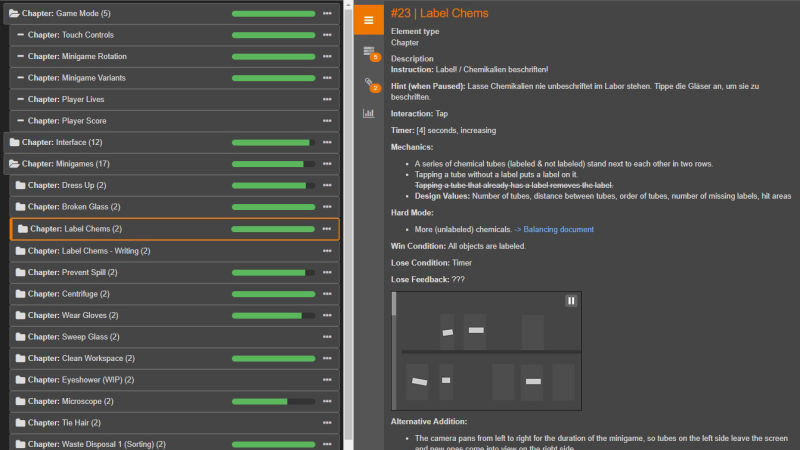 Chapter: Game Mode (5)
Chapter: Touch Controls
Chapter: Minigame Rotation
Chapter: Minigame Variants
Chapter: Player Lives
Chapter: Player Score
Chapter: Interface (12)
Chapter: Minigames (17)
Chapter: Dress Up (2)
Chapter: Broken Glass (2)
Chapter: Label Chems (2)
Chapter: Label Chems - Writing (2)
Chapter: Prevent Spill (2)
Chapter: Centrifuge (2)
Chapter: Wear Gloves (2)
Chapter: Sweep Glass (2)
Chapter: Clean Workspace (2)
Chapter: Eyeshower (WIP) (2)
Chapter: Microscope (2)
Chapter: Tie Hair (2)
Chapter: Waste Disposal 1 (Sorting) (2)
5
2
#23 | Label Chems
Element type
Chapter
Description
Instruction: Label! / Chemikalien beschriften!
Hint (when Paused): Lasse Chemikalien nie unbeschriftet im Labor stehen. Tippe die Gläser an, um sie zu
beschriften.
Interaction: Tap
Timer: [4] seconds, increasing
Mechanics:
A series of chemical tubes (labeled & not labeled) stand next to each other in two rows.
Tapping a tube without a label puts a label on it.
Tapping a tube that already has a label removes the label.
Design Values: Number of tubes, distance between tubes, order of tubes, number of missing labels, hit areas
Hard Mode:
More (unlabeled) chemicals. -> Balancing document
Win Condition: All objects are labeled.
Lose Condition: Timer
Lose Feedback: ???
Alternative Addition:
The camera pans from left to right for the duration of the minigame, so tubes on the left side leave the screen
and new ones come into view on the right side.